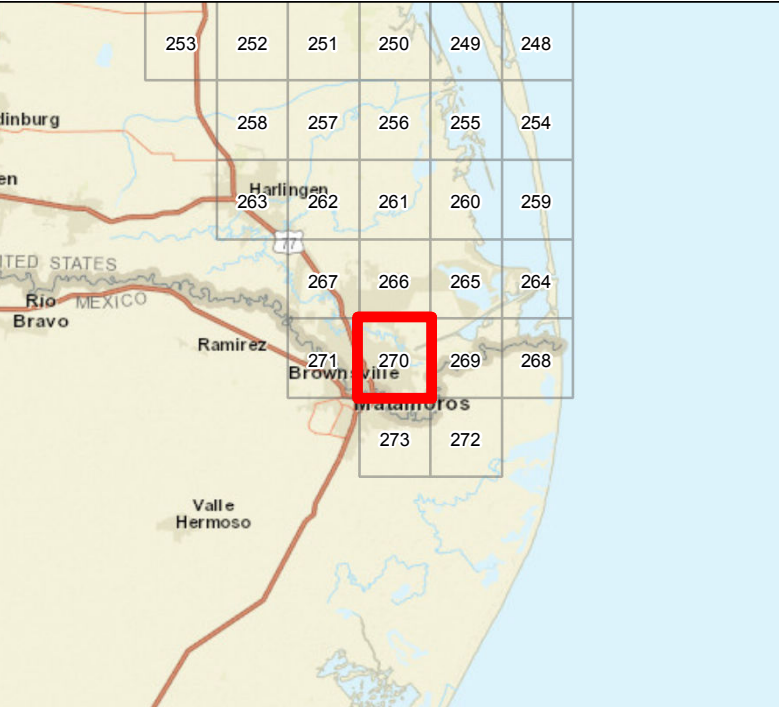 253 252 251 250 249 248
dinburg
258 257 256 255 254
en
Harlingen
263 262 261 260 259
77
ITED STATES
267 266 265 264
Rio
Bravo
MEXICO
Ramirez
271 270 269 268
Brownsville
Matamoros
273 272
Valle
Hermoso